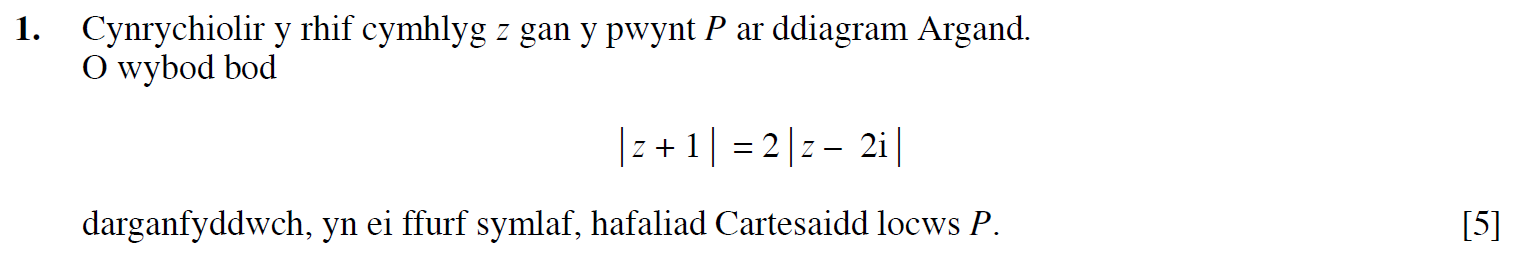 1. Cynrychiolir y rhif cymhlyg z gan y pwynt P ar ddiagram Argand.
O wybod bod
|z + 1| = 2|z – 2i|
darganfyddwch, yn ei ffurf symlaf, hafaliad Cartesaidd locws P. [5]